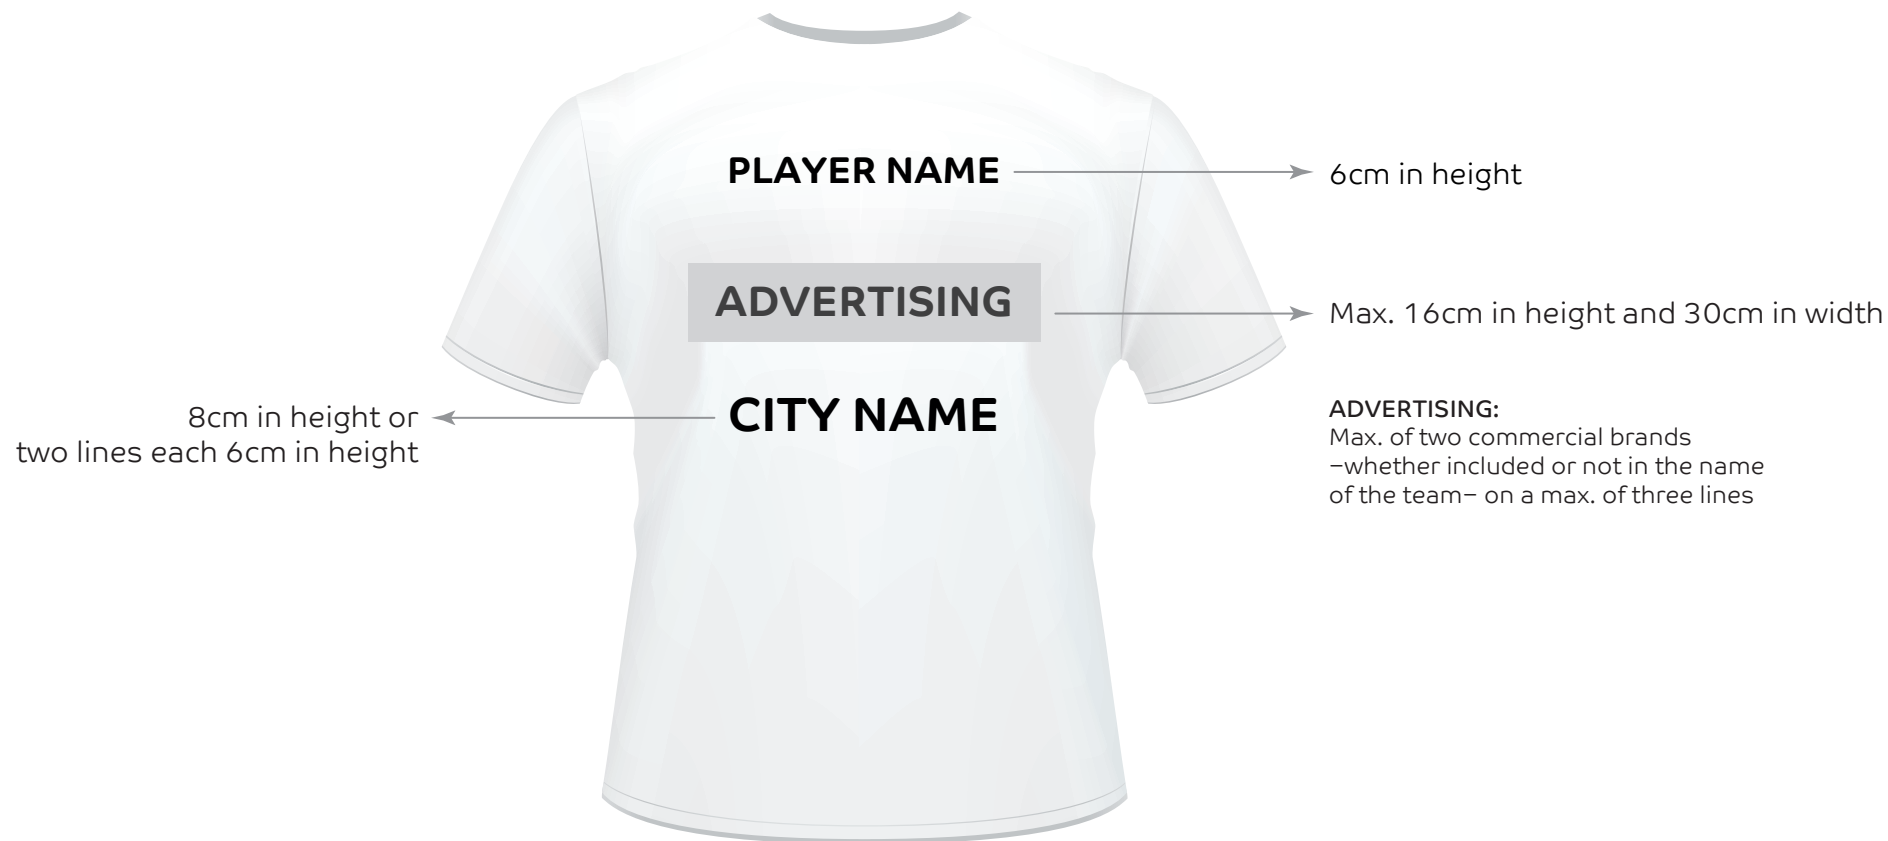 PLAYER NAME
6cm in height
ADVERTISING
Max. 16cm in height and 30cm in width
8cm in height or
two lines each 6cm in height
CITY NAME
ADVERTISING:
Max. of two commercial brands
–whether included or not in the name
of the team– on a max. of three lines